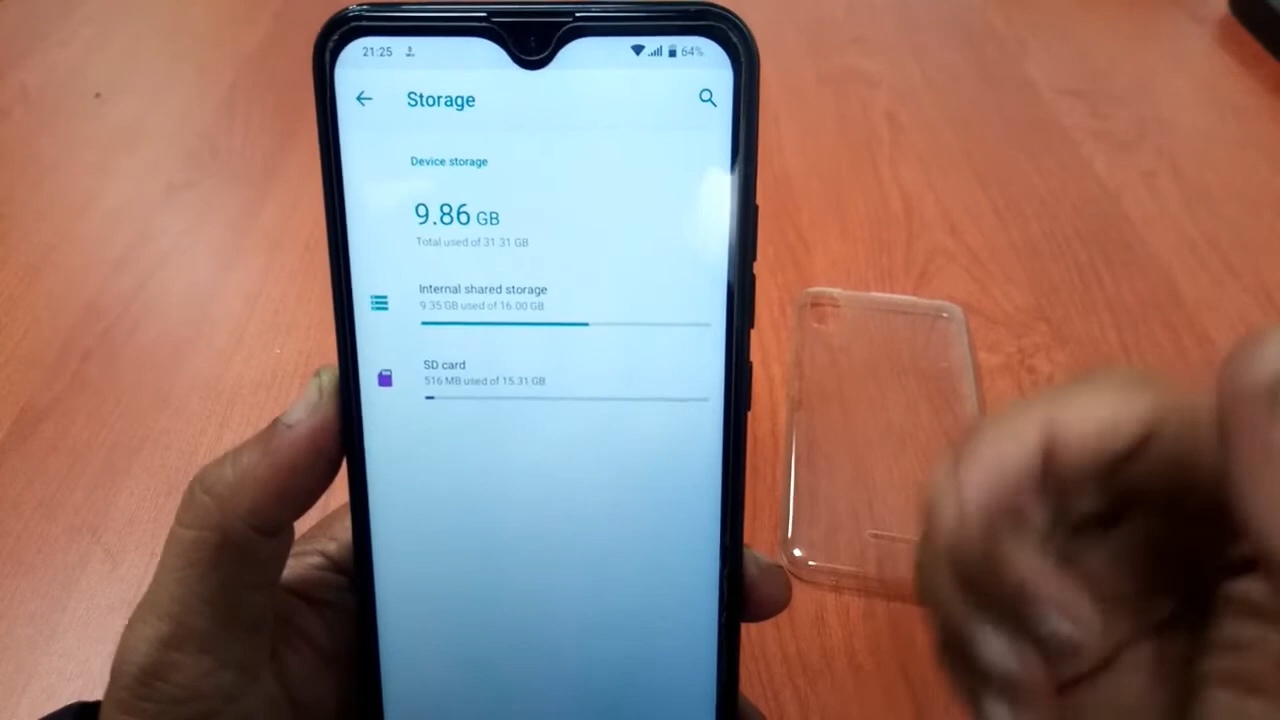 21:25 64%
Storage
Device storage
9.86 GB
Total used of 31.31 GB
Internal shared storage
9.35 GB used of 16.00 GB
SD card
516 MB used of 15.31 GB